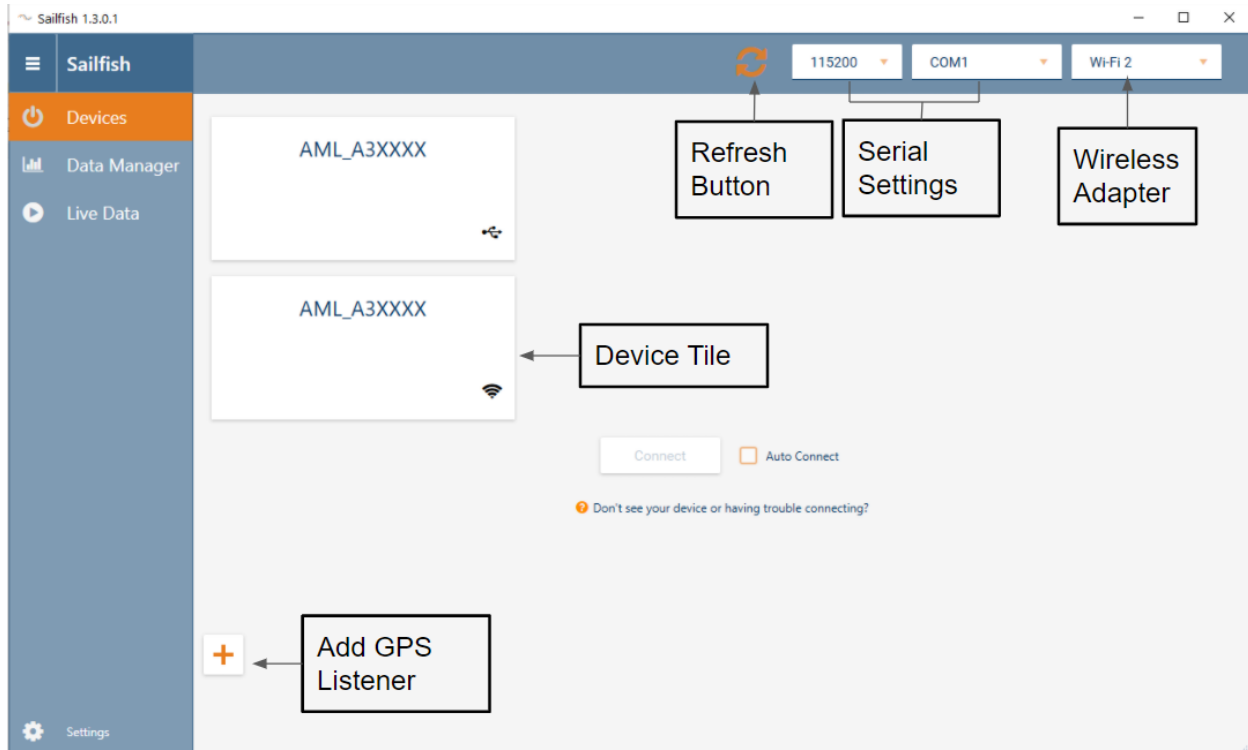 Sailfish 1.3.0.1
Sailfish
115200
COM1
Wi-Fi 2
Devices
Data Manager
Live Data
AML_A3XXXX
Refresh
Button
Serial
Settings
Wireless
Adapter
AML_A3XXXX
Device Tile
Connect
Auto Connect
? Don't see your device or having trouble connecting?
+
Add GPS
Listener
Settings